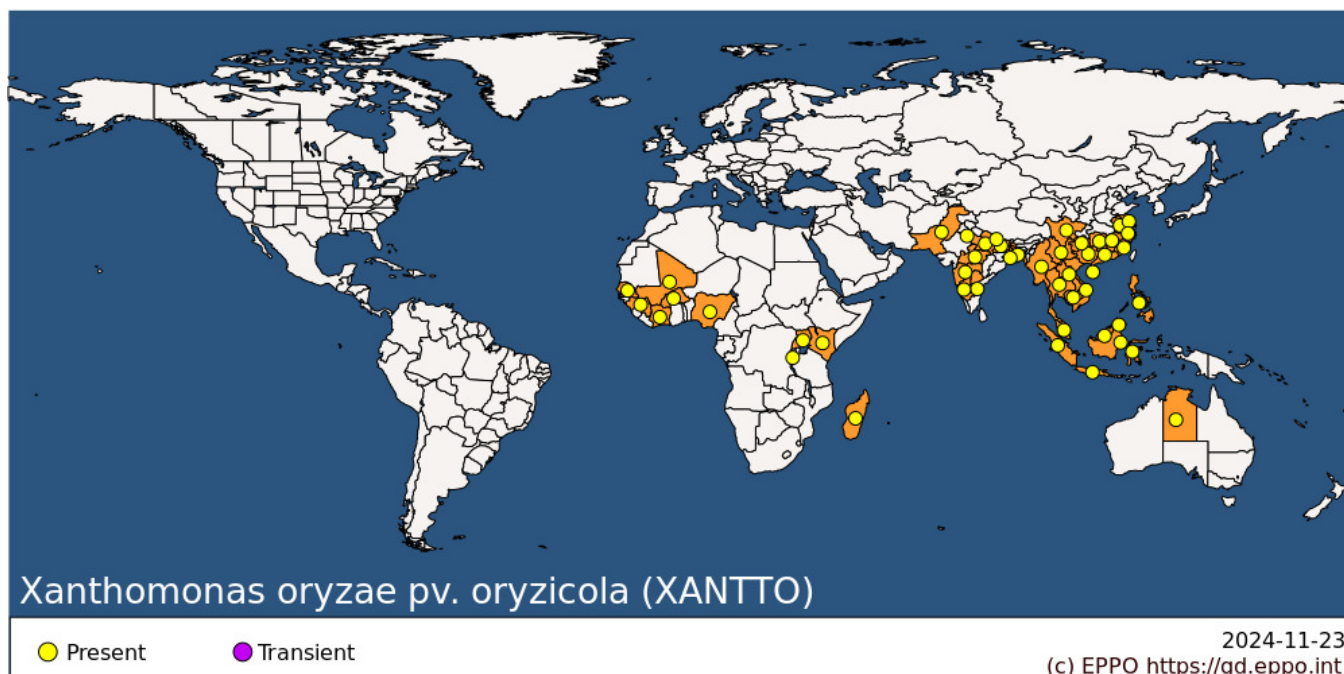 Xanthomonas oryzae pv. oryzicola (XANTTO)
Present
Transient
2024-11-23
(c) EPPO https://gd.eppo.int